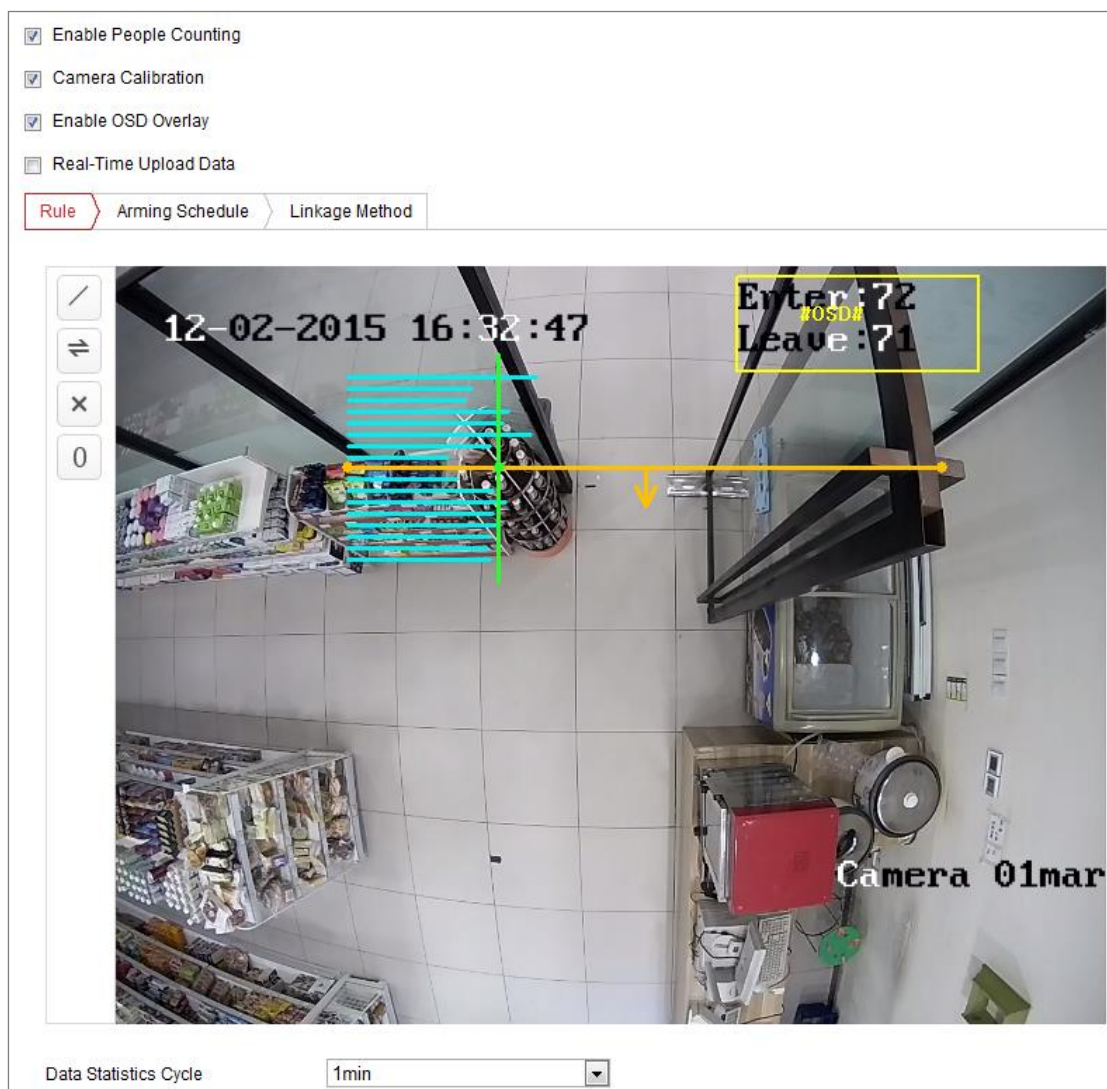 Enable People Counting
Camera Calibration
Enable OSD Overlay
Real-Time Upload Data
Rule Arming Schedule Linkage Method
12-02-2015 16:32:47
Enter:72
#OSD#
Leave:71
0
Camera 01mar
Data Statistics Cycle 1min